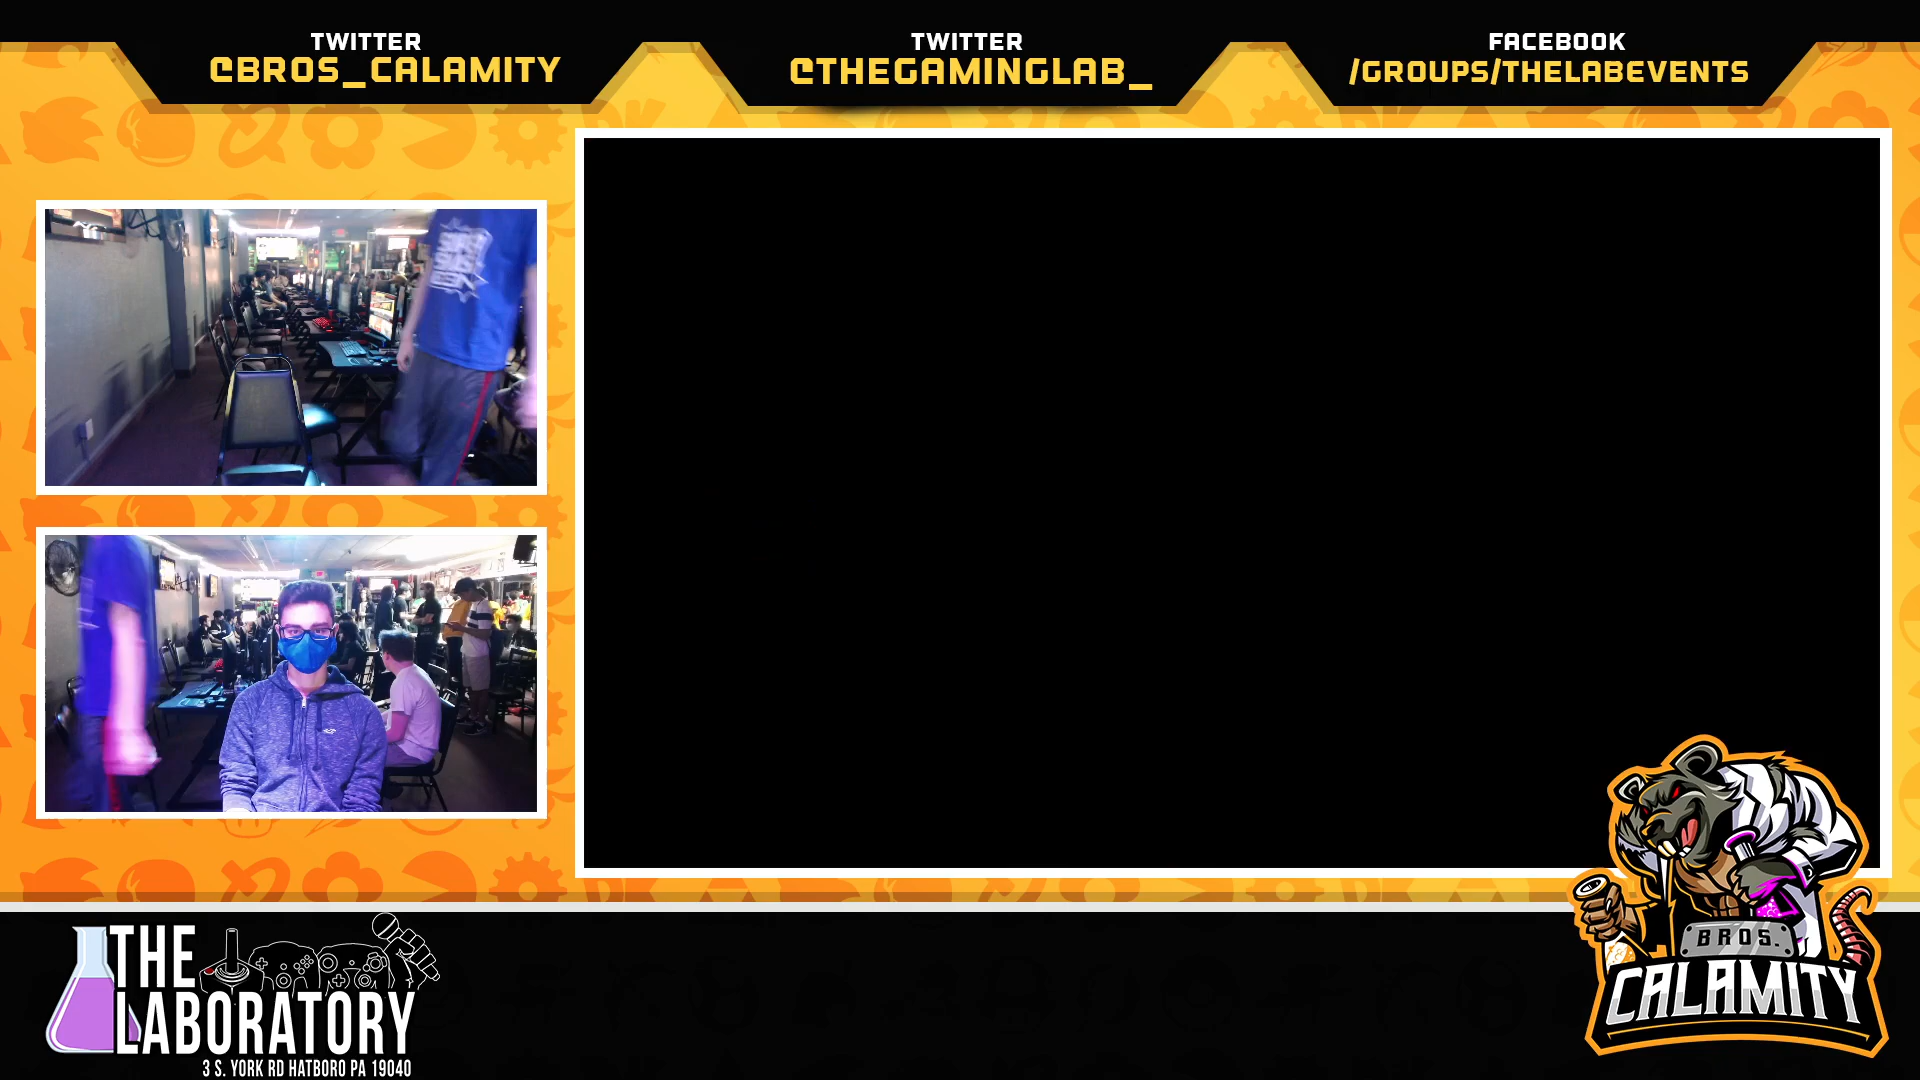 TWITTER
@BROS_CALAMITY
TWITTER
@THEGAMINGLAB_
FACEBOOK
/GROUPS/THELABEVENTS
BROS.
CALAMITY
THE
LABORATORY
3 S. YORK RD HATBORO PA 19040